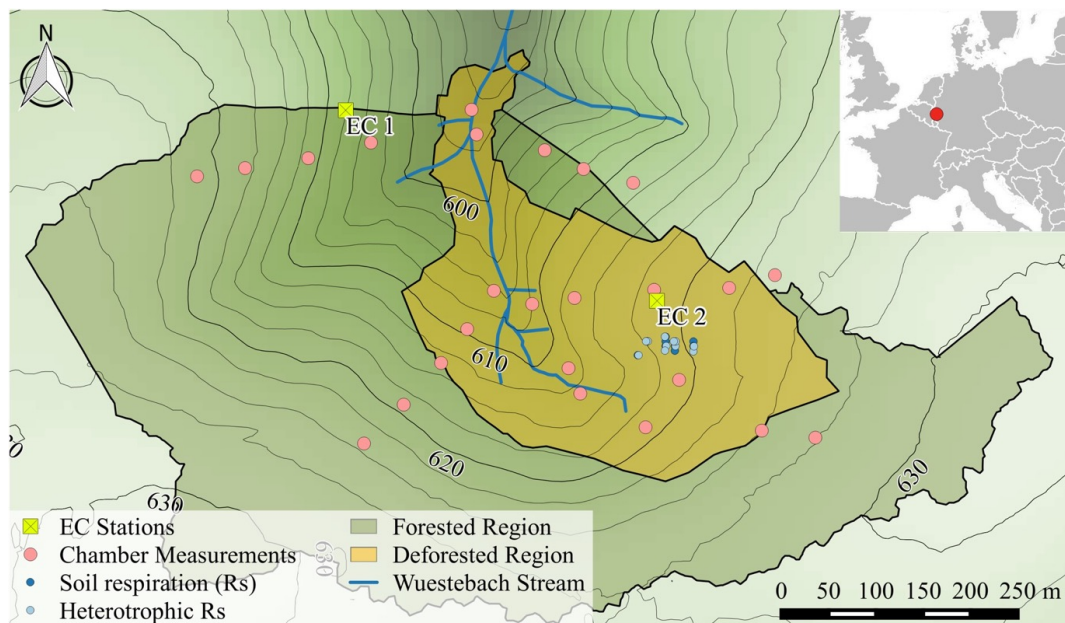 N
EC 1
600
EC 2
610
620
630
630
630
EC Stations
Chamber Measurements
Soil respiration (Rs)
Heterotrophic Rs
Forested Region
Deforested Region
Wuestebach Stream
0 50 100 150 200 250 m